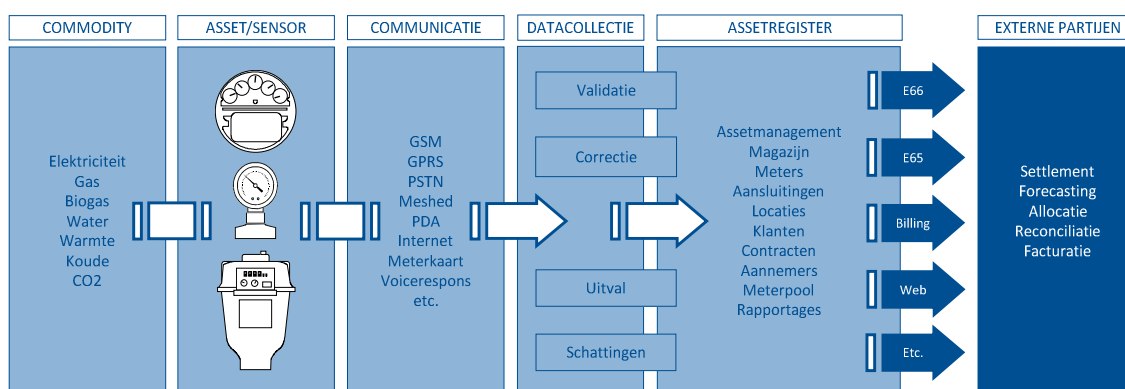 COMMODITY
ASSET/SENSOR
COMMUNICATIE
DATACOLLECTIE
ASSETREGISTER
EXTERNE PARTIJEN
Elektriciteit
Gas
Biogas
Water
Warmte
Koude
CO2
GSM
GPRS
PSTN
Meshed
PDA
Internet
Meterkaart
Voicerespons
etc.
Validatie
Correctie
Uitval
Schattingen
Assetmanagement
Magazijn
Meters
Aansluitingen
Locaties
Klanten
Contracten
Aannemers
Meterpool
Rapportages
E66
E65
Billing
Web
Etc.
Settlement
Forecasting
Allocatie
Reconciliatie
Facturatie